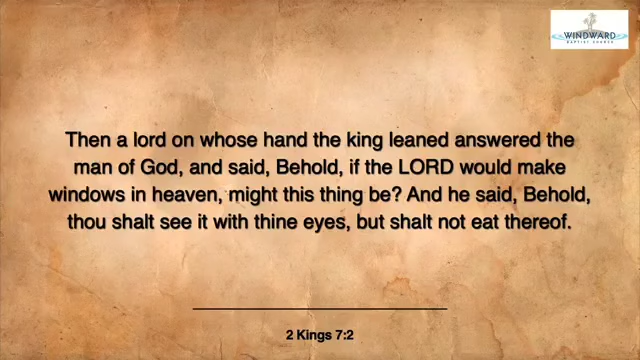 WINDWARD
BAPTIST CHURCH
Then a lord on whose hand the king leaned answered the
man of God, and said, Behold, if the LORD would make
windows in heaven, might this thing be? And he said, Behold,
thou shalt see it with thine eyes, but shalt not eat thereof.
2 Kings 7:2